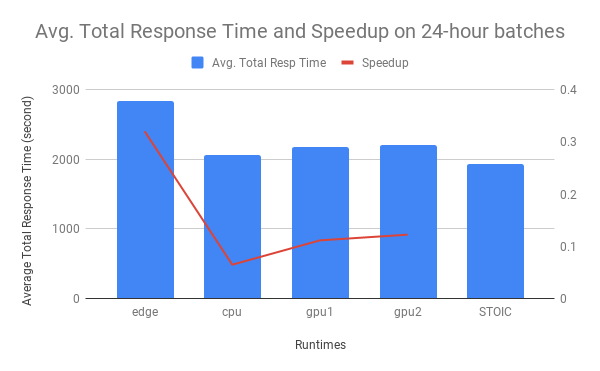 Avg. Total Response Time and Speedup on 24-hour batches
Avg. Total Resp Time
Speedup
Average Total Response Time (second)
3000
2000
1000
0
0.4
0.3
0.2
0.1
0
edge
cpu
gpu1
gpu2
STOIC
Runtimes